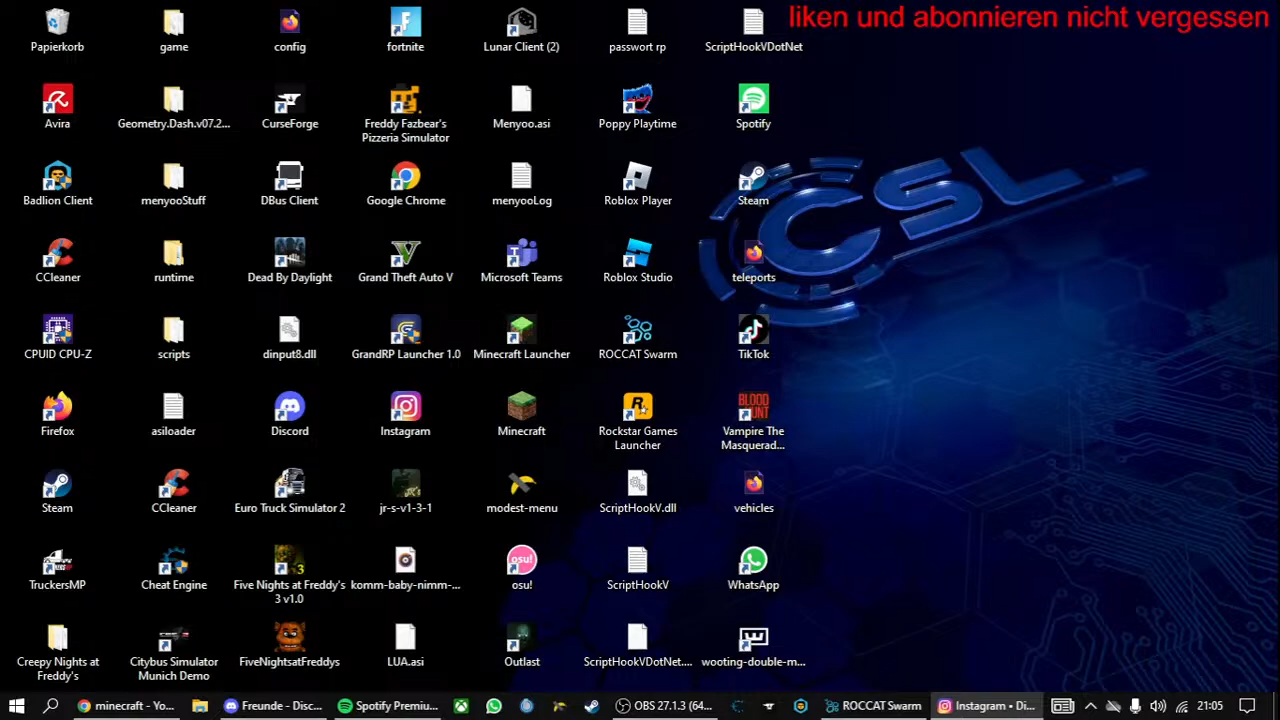 liken und abonnieren nicht vergessen
Papierkorb
game
config
fortnite
Lunar Client (2)
passwort rp
ScriptHookVDotNet
Avira
Geometry.Dash.v07.2...
CurseForge
Freddy Fazbear's
Pizzeria Simulator
Menyoo.asi
Poppy Playtime
Spotify
Badlion Client
menyooStuff
DBus Client
Google Chrome
menyooLog
Roblox Player
Steam
CSL
CCleaner
runtime
Dead By Daylight
Grand Theft Auto V
Microsoft Teams
Roblox Studio
teleports
CPUID CPU-Z
scripts
dinput8.dll
GrandRP Launcher 1.0
Minecraft Launcher
ROCCAT Swarm
TikTok
Firefox
asiloader
Discord
Instagram
Minecraft
Rockstar Games
Launcher
BLOOD
HUNT
Vampire The
Masquerad...
Steam
CCleaner
Euro Truck Simulator 2
jr-s-v1-3-1
modest-menu
ScriptHookV.dll
vehicles
TruckersMP
Cheat Engine
Five Nights at Freddy's
3 v1.0
komm-baby-nimm-...
osu!
osu!
ScriptHookV
WhatsApp
Creepy Nights at
Freddy's
Citybus Simulator
Munich Demo
FiveNightsatFreddys
LUA.asi
Outlast
ScriptHookVDotNet....
wooting-double-m...
minecraft - Yo...
Freunde - Disc...
Spotify Premiu...
OBS 27.1.3 (64...
ROCCAT Swarm
Instagram • Di...
21:05